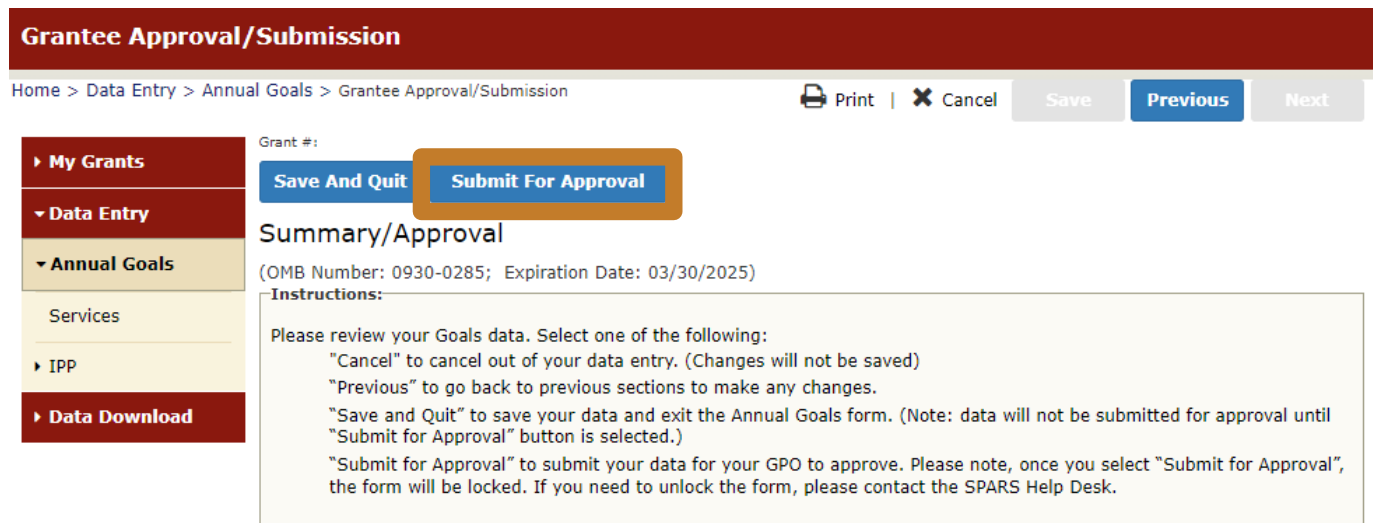 Grantee Approval/Submission
Home > Data Entry > Annual Goals > Grantee Approval/Submission
Print | Cancel Save Previous Next
My Grants
Data Entry
Annual Goals
Services
IPP
Data Download
Grant #:
Save And Quit Submit For Approval
Summary/Approval
(OMB Number: 0930-0285; Expiration Date: 03/30/2025)
Instructions:
Please review your Goals data. Select one of the following:
"Cancel" to cancel out of your data entry. (Changes will not be saved)
“Previous” to go back to previous sections to make any changes.
“Save and Quit” to save your data and exit the Annual Goals form. (Note: data will not be submitted for approval until
“Submit for Approval” button is selected.)
“Submit for Approval” to submit your data for your GPO to approve. Please note, once you select “Submit for Approval”,
the form will be locked. If you need to unlock the form, please contact the SPARS Help Desk.